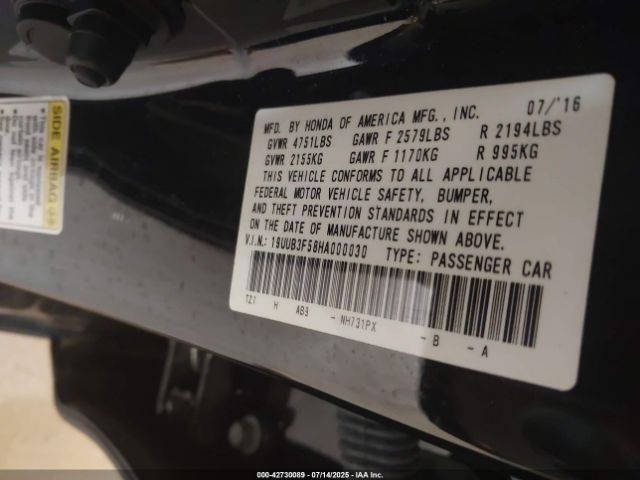 SIDE AIRBAG
MFD. BY HONDA OF AMERICA MFG., INC. 07/'16
GVWR 4751LBS GAWR F 2579LBS R 2194LBS
GVWR 2155KG GAWR F 1170KG R 995KG
THIS VEHICLE CONFORMS TO ALL APPLICABLE
FEDERAL MOTOR VEHICLE SAFETY, BUMPER,
AND THEFT PREVENTION STANDARDS IN EFFECT
ON THE DATE OF MANUFACTURE SHOWN ABOVE.
V.I.N.: 19UUB3F58HA000030 TYPE: PASSENGER CAR
TZ7 H AB9 - NH731PX - B - A
000-42730089 - 07/14/2025 - IAA Inc.